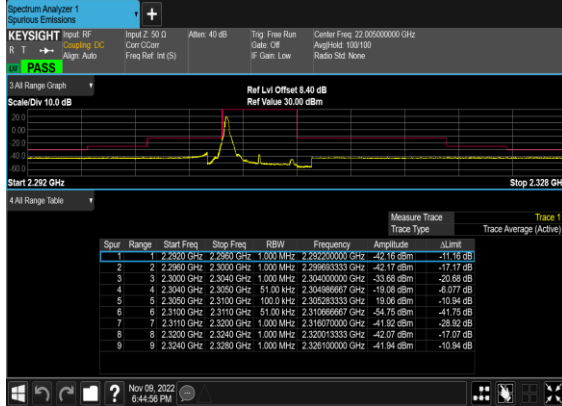 Spectrum Analyzer 1
Spurious Emissions
+
KEYSIGHT Input: RF Input Z: 50 Ω Atten: 40 dB Trig: Free Run Center Freq: 22.005000000 GHz
R T Coupling: DC Corr CCorr Gate: Off Avg|Hold: 100/100
Align: Auto Freq Ref: Int (S) IF Gain: Low Radio Std: None
PASS
3 All Range Graph
Ref Lvl Offset 8.40 dB
Scale/Div 10.0 dB Ref Value 30.00 dBm
20.0
0.00
-20.0
-40.0
-60.0
Start 2.292 GHz Stop 2.328 GH
4 All Range Table
Measure Trace Trace 1
Trace Type Trace Average (Active)
Spur Range Start Freq Stop Freq RBW Frequency Amplitude ΔLimit
1 1 2.2920 GHz 2.2960 GHz 1.000 MHz 2.292200000 GHz -42.16 dBm -11.16 dB
2 2 2.2960 GHz 2.3000 GHz 1.000 MHz 2.299693333 GHz -42.17 dBm -17.17 dB
3 3 2.3000 GHz 2.3040 GHz 1.000 MHz 2.304000000 GHz -33.68 dBm -20.68 dB
4 4 2.3040 GHz 2.3050 GHz 51.00 kHz 2.304986667 GHz -19.08 dBm -6.077 dB
5 5 2.3050 GHz 2.3100 GHz 100.0 kHz 2.305283333 GHz 19.06 dBm -10.94 dB
6 6 2.3100 GHz 2.3110 GHz 51.00 kHz 2.310666667 GHz -54.75 dBm -41.75 dB
7 7 2.3110 GHz 2.3200 GHz 1.000 MHz 2.316070000 GHz -41.92 dBm -28.92 dB
8 8 2.3200 GHz 2.3240 GHz 1.000 MHz 2.320013333 GHz -42.07 dBm -17.07 dB
9 9 2.3240 GHz 2.3280 GHz 1.000 MHz 2.326100000 GHz -41.94 dBm -10.94 dB
? Nov 09, 2022
6:44:56 PM